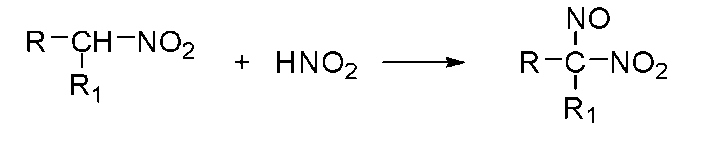 NO
R-CH-NO2 + HNO2 → R-C-NO2
R1 R1